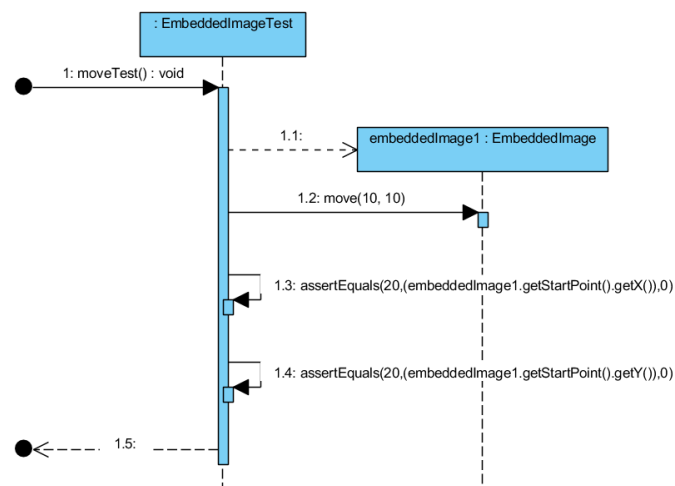 : EmbeddedImageTest
1: moveTest() : void
1.1:
embeddedImage1 : EmbeddedImage
1.2: move(10, 10)
1.3: assertEquals(20,(embeddedImage1.getStartPoint().getX()),0)
1.4: assertEquals(20,(embeddedImage1.getStartPoint().getY()),0)
1.5: